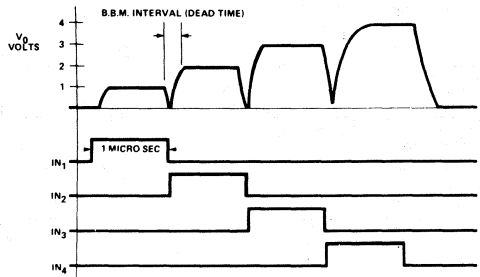 B.B.M. INTERVAL (DEAD TIME)
V0
VOLTS
4
3
2
1
1 MICRO SEC
IN1
IN2
IN3
IN4